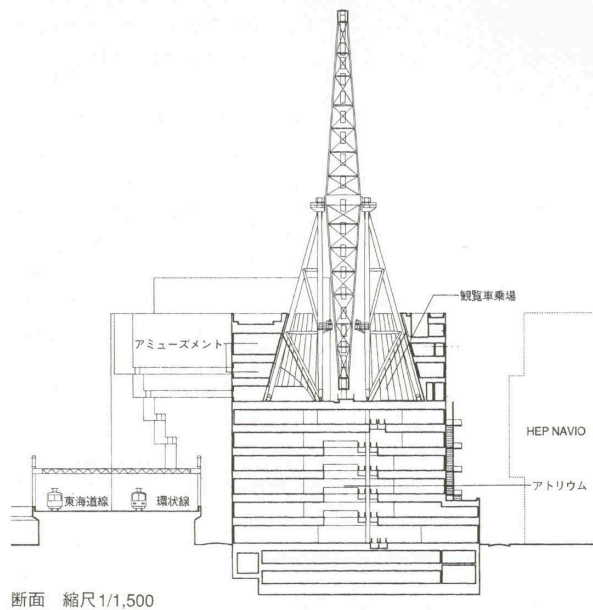 観覧車乗場
アミューズメント
HEP NAVIO
アトリウム
東海道線
環状線
断面 縮尺1/1,500